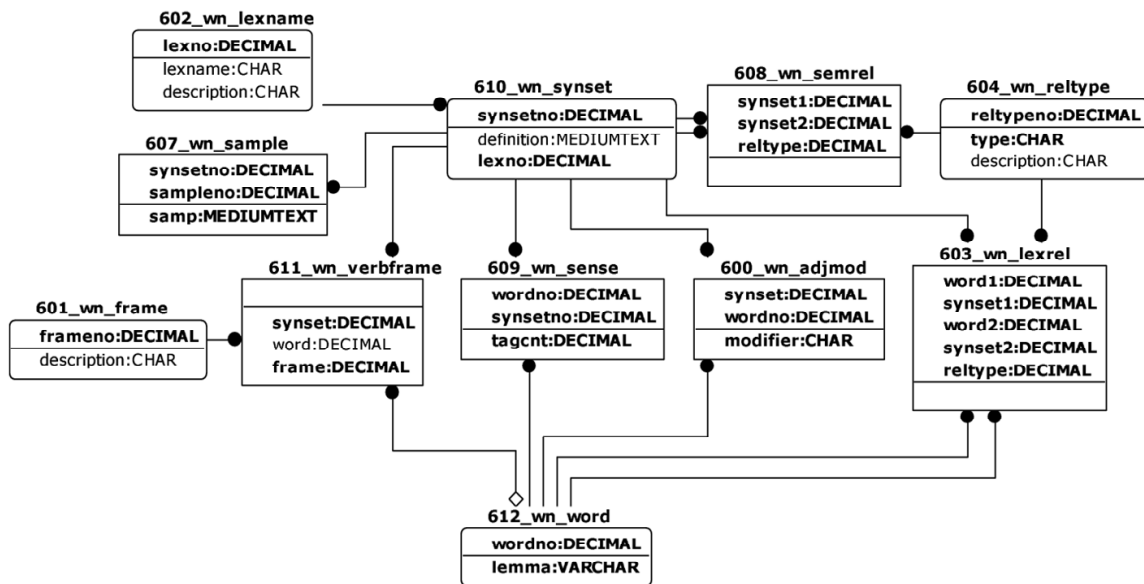 602_wn_lexname
lexno:DECIMAL
lexname:CHAR
description:CHAR
610_wn_synset
synsetno:DECIMAL
definition:MEDIUMTEXT
lexno:DECIMAL
608_wn_semrel
synset1:DECIMAL
synset2:DECIMAL
reltype:DECIMAL
604_wn_reltype
reltypeno:DECIMAL
type:CHAR
description:CHAR
607_wn_sample
synsetno:DECIMAL
sampleno:DECIMAL
samp:MEDIUMTEXT
601_wn_frame
frameno:DECIMAL
description:CHAR
611_wn_verbframe
synset:DECIMAL
word:DECIMAL
frame:DECIMAL
609_wn_sense
wordno:DECIMAL
synsetno:DECIMAL
tagcnt:DECIMAL
600_wn_adjmod
synset:DECIMAL
wordno:DECIMAL
modifier:CHAR
603_wn_lexrel
word1:DECIMAL
synset1:DECIMAL
word2:DECIMAL
synset2:DECIMAL
reltype:DECIMAL
612_wn_word
wordno:DECIMAL
lemma:VARCHAR